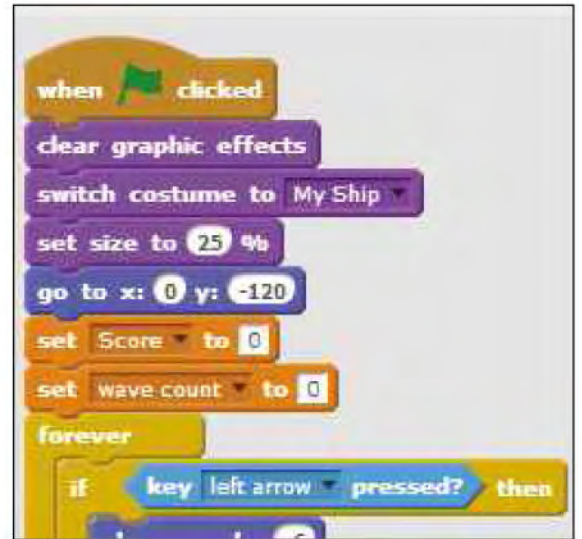 when clicked
clear graphic effects
switch costume to My Ship
set size to 25 %
go to x: 0 y: -120
set Score to 0
set wave count to 0
forever
if key left arrow pressed? then